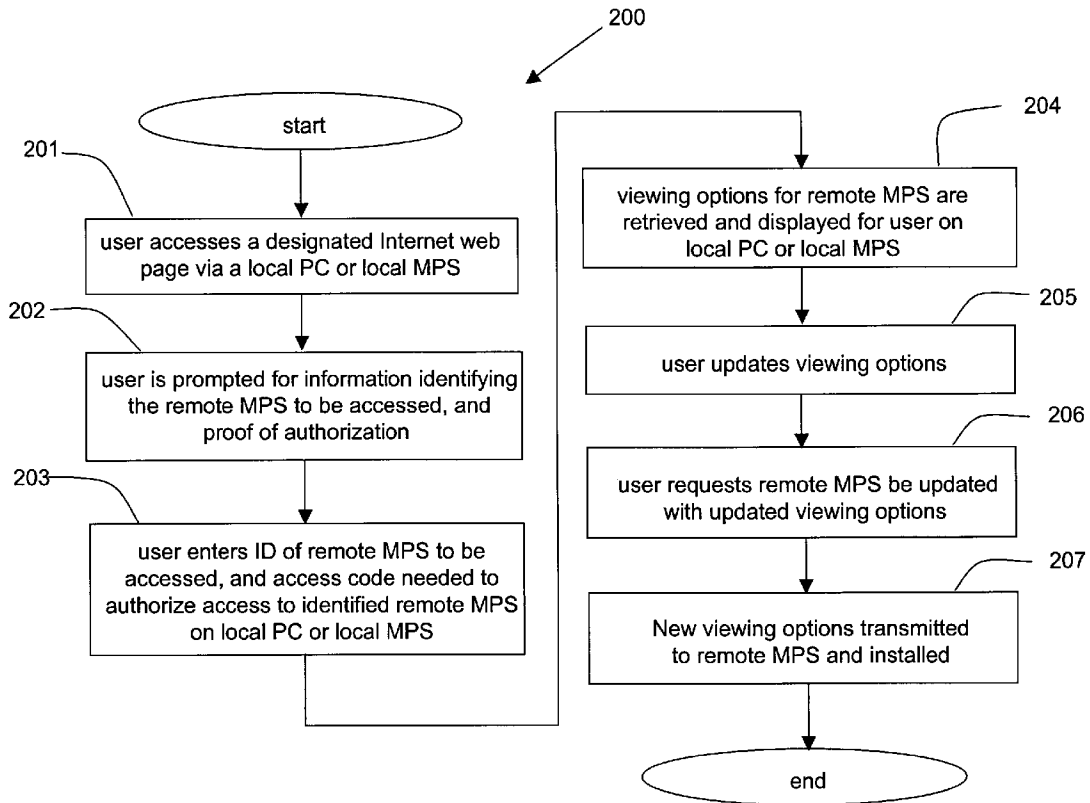 200
start
201
user accesses a designated Internet web
page via a local PC or local MPS
202
user is prompted for information identifying
the remote MPS to be accessed, and
proof of authorization
203
user enters ID of remote MPS to be
accessed, and access code needed to
authorize access to identified remote MPS
on local PC or local MPS
204
viewing options for remote MPS are
retrieved and displayed for user on
local PC or local MPS
205
user updates viewing options
206
user requests remote MPS be updated
with updated viewing options
207
New viewing options transmitted
to remote MPS and installed
end